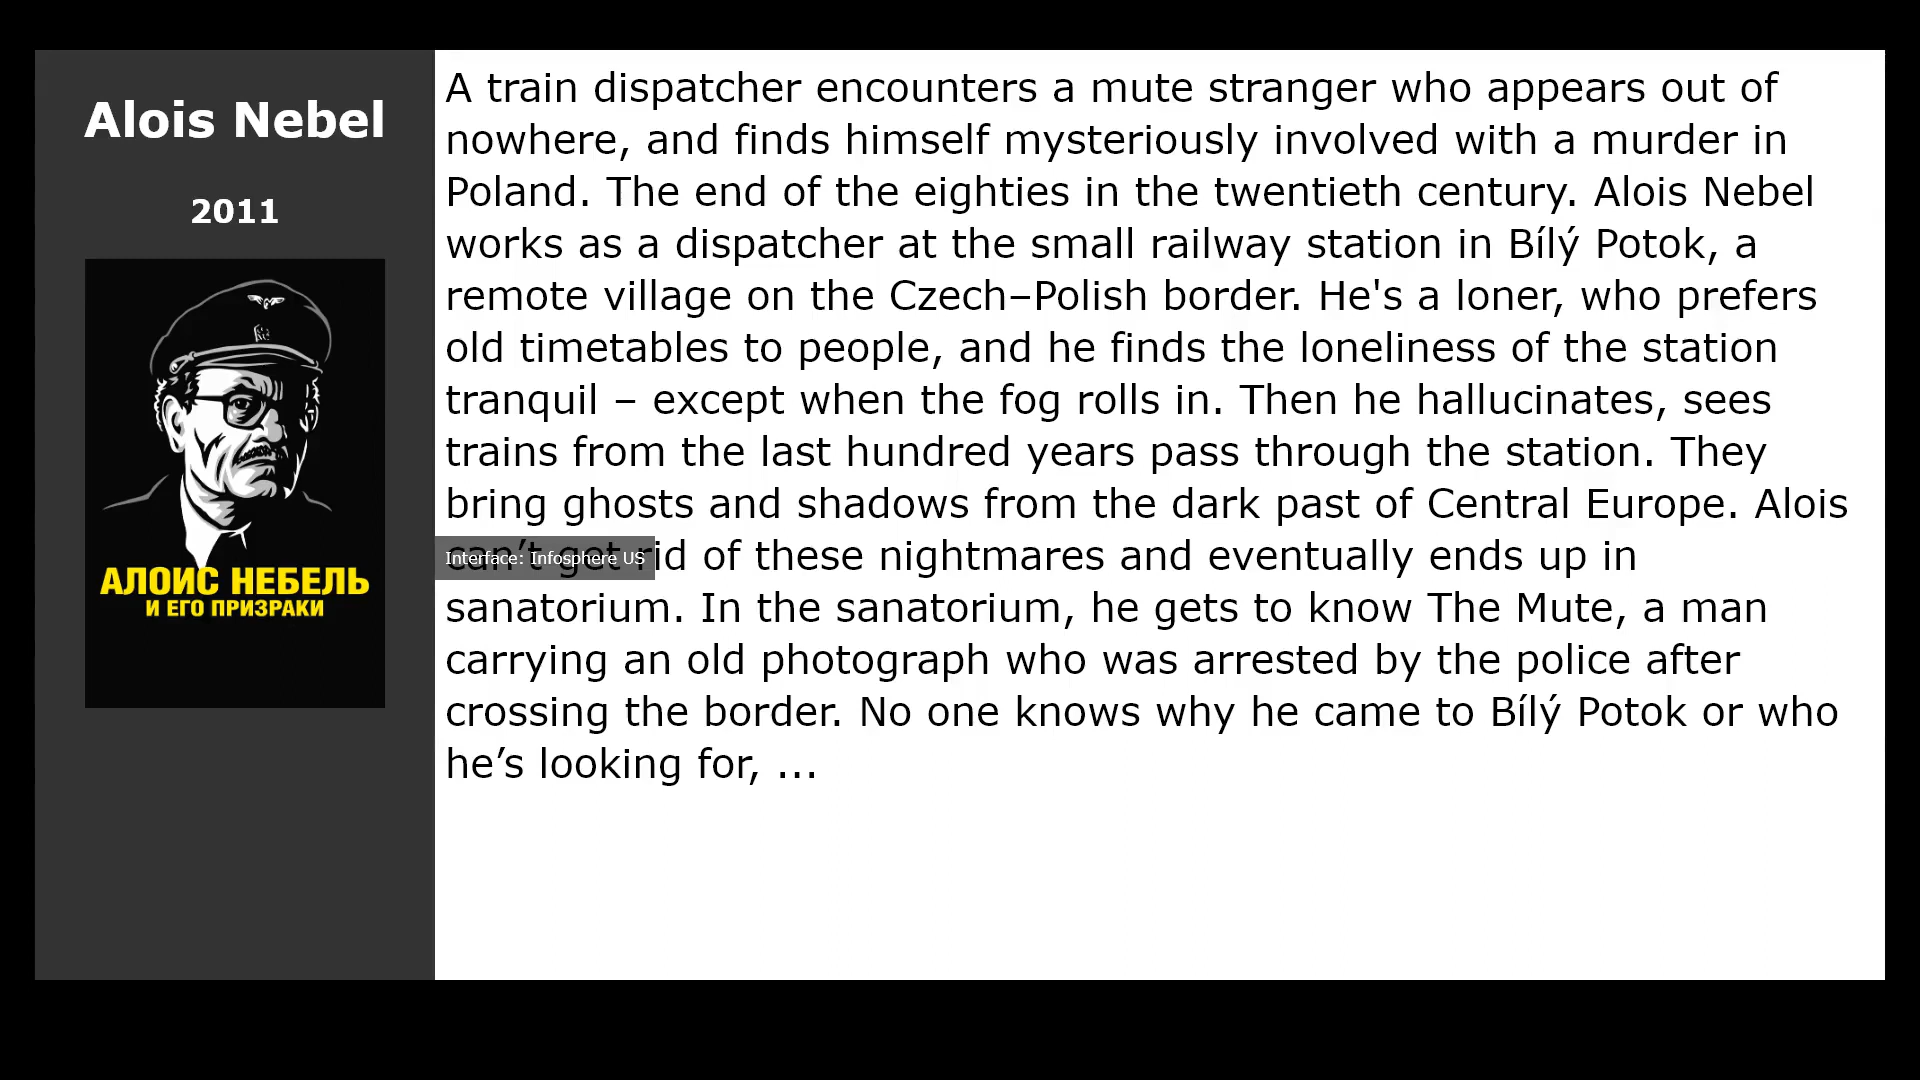 Alois Nebel
2011
АЛОИС НЕБЕЛЬ
И ЕГО ПРИЗРАКИ
A train dispatcher encounters a mute stranger who appears out of
nowhere, and finds himself mysteriously involved with a murder in
Poland. The end of the eighties in the twentieth century. Alois Nebel
works as a dispatcher at the small railway station in Bílý Potok, a
remote village on the Czech–Polish border. He's a loner, who prefers
old timetables to people, and he finds the loneliness of the station
tranquil – except when the fog rolls in. Then he hallucinates, sees
trains from the last hundred years pass through the station. They
bring ghosts and shadows from the dark past of Central Europe. Alois
can’t get rid of these nightmares and eventually ends up in
Interface: Infosphere US
sanatorium. In the sanatorium, he gets to know The Mute, a man
carrying an old photograph who was arrested by the police after
crossing the border. No one knows why he came to Bílý Potok or who
he’s looking for, ...